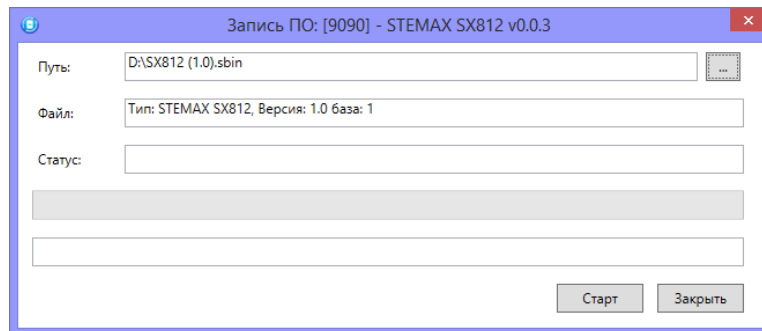 Запись ПО: [9090] - STEMAX SX812 v0.0.3
Путь: D:\SX812 (1.0).sbin ...
Файл: Тип: STEMAX SX812, Версия: 1.0 база: 1
Статус:
Старт Закрыть